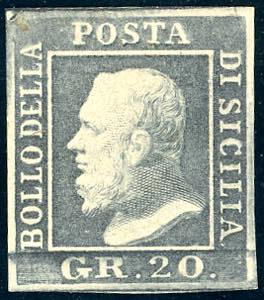 BOLLO DELLA
POSTA
DI SICILIA
GR. 20.